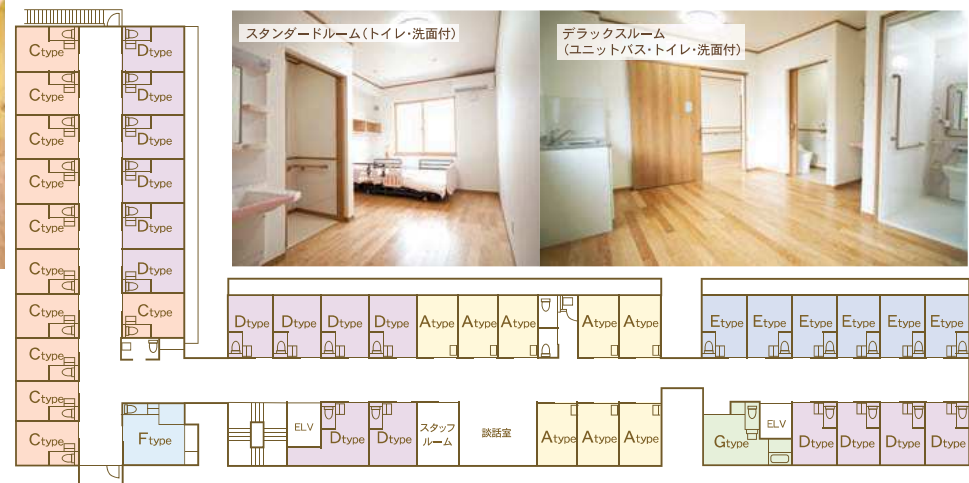 スタンダードルーム(トイレ・洗面付)
デラックスルーム
(ユニットバス・トイレ・洗面付)
Ctype
Dtype
Ctype
Dtype
Ctype
Dtype
Ctype
Dtype
Ctype
Dtype
Ctype
Dtype
Ctype
Ctype
Ctype
Ctype
Ctype
Ftype
Dtype
Dtype
Dtype
Dtype
Atype
Atype
Atype
Atype
Atype
Etype
Etype
Etype
Etype
Etype
Etype
ELV
Dtype
Dtype
スタッフ
ルーム
談話室
Atype
Atype
Atype
Gtype
ELV
Dtype
Dtype
Dtype
Dtype